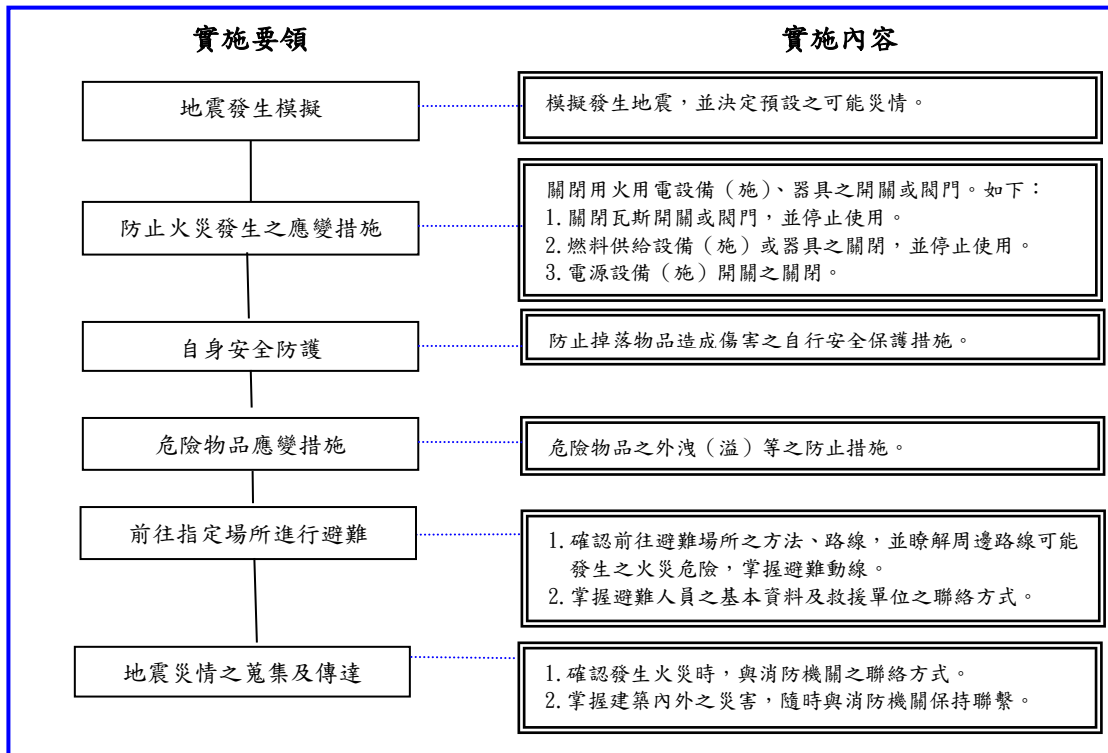 實施要領
實施內容
地震發生模擬
模擬發生地震，並決定預設之可能災情。
防止火災發生之應變措施
關閉用火用電設備（施）、器具之開關或閥門。如下：
1.關閉瓦斯開關或閥門，並停止使用。
2.燃料供給設備（施）或器具之關閉，並停止使用。
3.電源設備（施）開關之關閉。
自身安全防護
防止掉落物品造成傷害之自行安全保護措施。
危險物品應變措施
危險物品之外洩（溢）等之防止措施。
前往指定場所進行避難
1.確認前往避難場所之方法、路線，並瞭解周邊路線可能
發生之火災危險，掌握避難動線。
2.掌握避難人員之基本資料及救援單位之聯絡方式。
地震災情之蒐集及傳達
1.確認發生火災時，與消防機關之聯絡方式。
2.掌握建築內外之災害，隨時與消防機關保持聯繫。